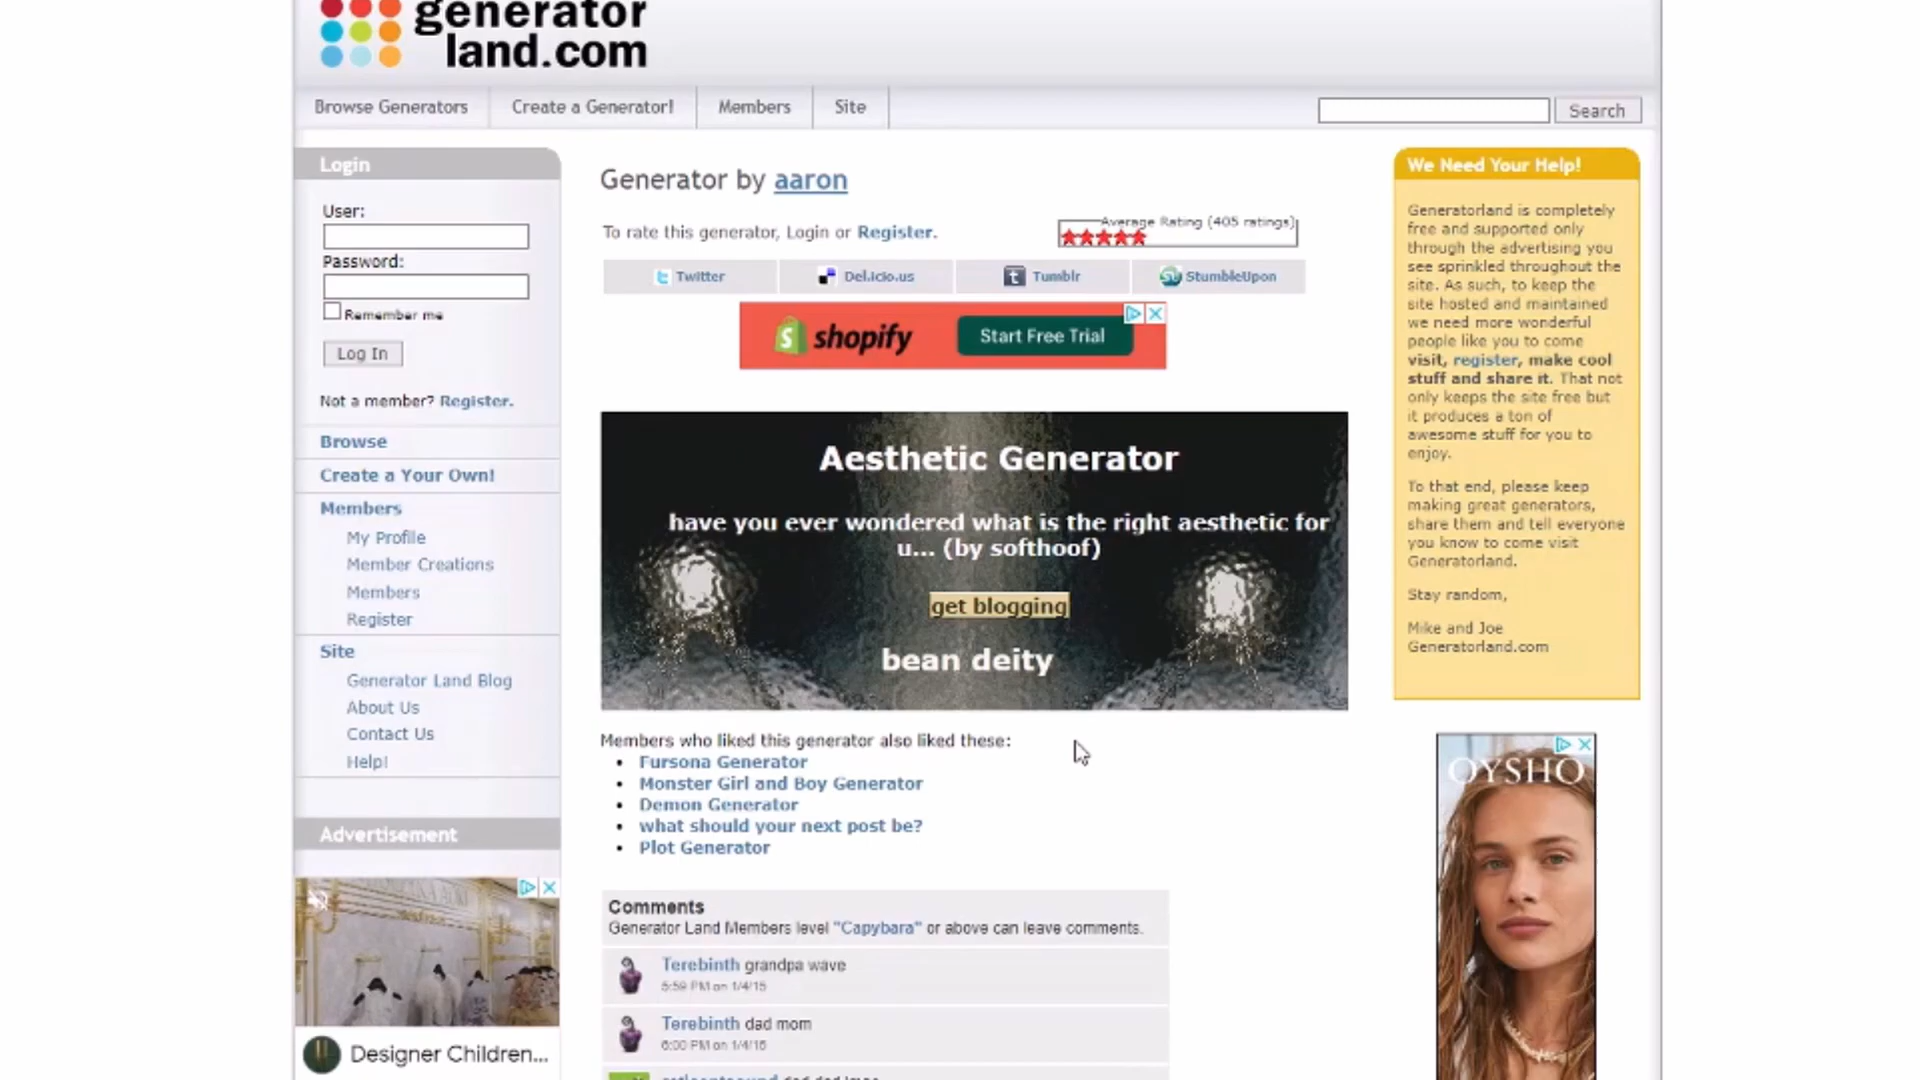 generator
land.com
Browse Generators
Create a Generator!
Members
Site
Search
Login
User:
Password:
Remember me
Log In
Not a member? Register.
Browse
Create a Your Own!
Members
My Profile
Member Creations
Members
Register
Site
Generator Land Blog
About Us
Contact Us
Help!
Advertisement
Designer Children...
Generator by aaron
To rate this generator, Login or Register.
Average Rating (405 ratings)
Twitter
Del.icio.us
Tumblr
StumbleUpon
shopify
Start Free Trial
Aesthetic Generator
have you ever wondered what is the right aesthetic for
u... (by softhoof)
get blogging
bean deity
Members who liked this generator also liked these:
Fursona Generator
Monster Girl and Boy Generator
Demon Generator
what should your next post be?
Plot Generator
Comments
Generator Land Members level "Capybara" or above can leave comments.
Terebinth grandpa wave
5:59 PM on 1/4/15
Terebinth dad mom
We Need Your Help!
Generatorland is completely
free and supported only
through the advertising you
see sprinkled throughout the
site. As such, to keep the
site hosted and maintained
we need more wonderful
people like you to come
visit, register, make cool
stuff and share it. That not
only keeps the site free but
it produces a ton of
awesome stuff for you to
enjoy.
To that end, please keep
making great generators,
share them and tell everyone
you know to come visit
Generatorland.
Stay random,
Mike and Joe
Generatorland.com
OYSHO